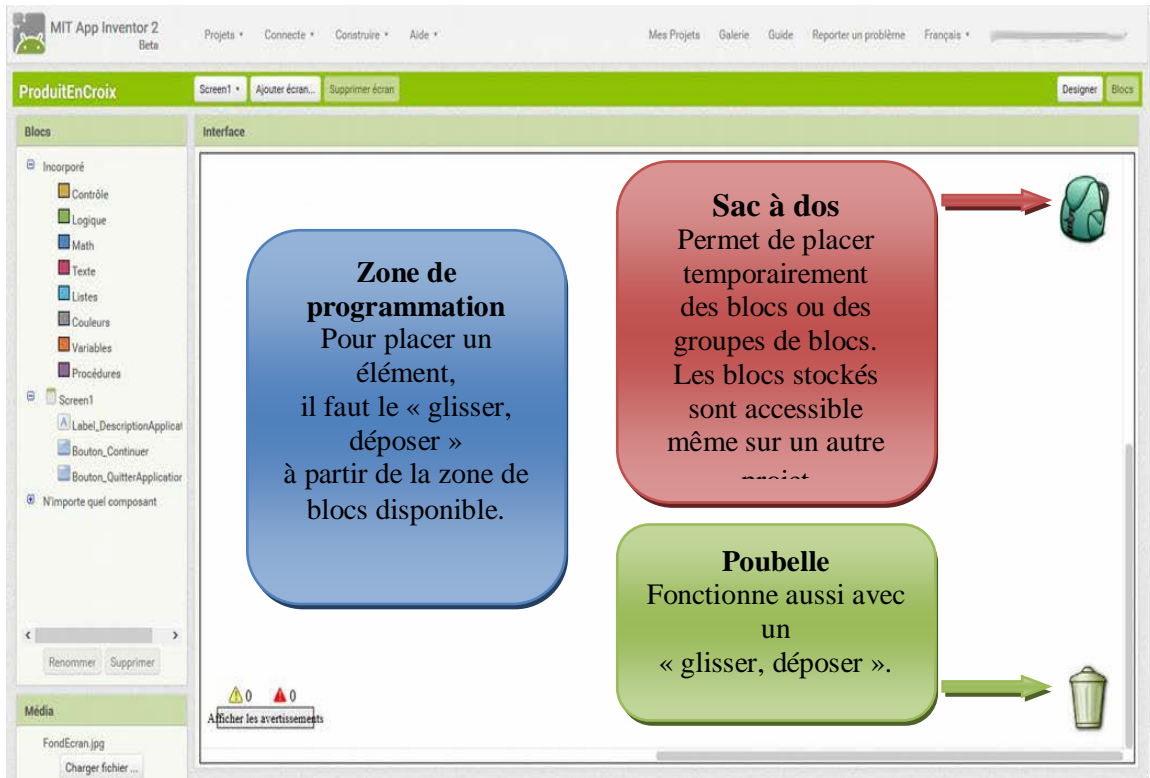 MIT App Inventor 2
Beta
Projets Connecte Construire Aide
Mes Projets Galerie Guide Reporter un problème Français
ProduitEnCroix
Screen1 Ajouter écran... Supprimer écran
Designer Blocs
Blocs
Interface
Incorporé
Contrôle
Logique
Math
Texte
Listes
Couleurs
Variables
Procédures
Screen1
Label_DescriptionApplicat
Bouton_Continuer
Bouton_QuitterApplication
N'importe quel composant
Renommer Supprimer
Média
FondEcran.jpg
Charger fichier ...
Zone de
programmation
Pour placer un
élément,
il faut le « glisser,
déposer »
à partir de la zone de
blocs disponible.
Sac à dos
Permet de placer
temporairement
des blocs ou des
groupes de blocs.
Les blocs stockés
sont accessible
même sur un autre
projet
Poubelle
Fonctionne aussi avec
un
« glisser, déposer ».
0 0
Afficher les avertissements